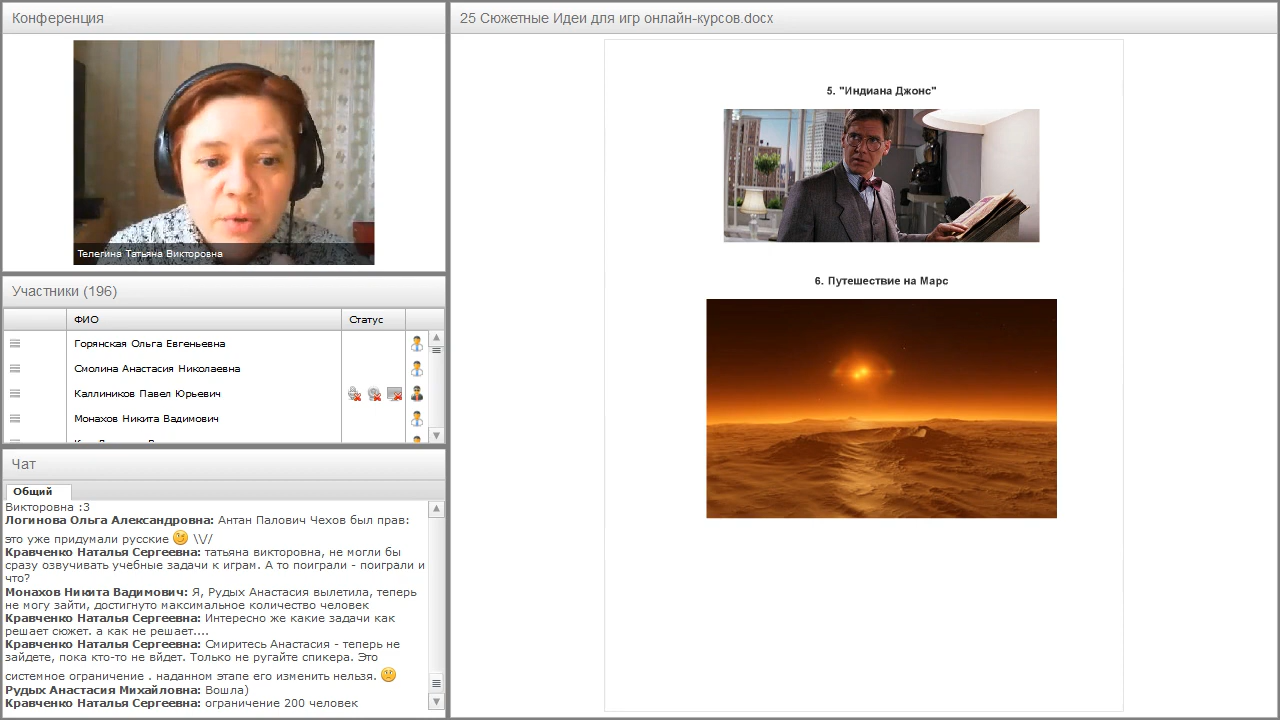 Конференция
Телегина Татьяна Викторовна
Участники (196)
ФИО
Статус
Горянская Ольга Евгеньевна
Смолина Анастасия Николаевна
Каллиников Павел Юрьевич
Монахов Никита Вадимович
Чат
Общий
Викторовна :3
Логинова Ольга Александровна: Антан Палович Чехов был прав:
это уже придумали русские \\//
Кравченко Наталья Сергеевна: татьяна викторовна, не могли бы
сразу озвучивать учебные задачи к играм. А то поиграли - поиграли и
что?
Монахов Никита Вадимович: Я, Рудых Анастасия вылетила, теперь
не могу зайти, достигнуто максимальное количество человек
Кравченко Наталья Сергеевна: Интересно же какие задачи как
решает сюжет. а как не решает....
Кравченко Наталья Сергеевна: Смиритесь Анастасия - теперь не
зайдете, пока кто-то не вйдет. Только не ругайте спикера. Это
системное ограничение . наданном этапе его изменить нельзя.
Рудых Анастасия Михайловна: Вошла)
Кравченко Наталья Сергеевна: ограничение 200 человек
25 Сюжетные Идеи для игр онлайн-курсов.docx
5. "Индиана Джонс"
6. Путешествие на Марс